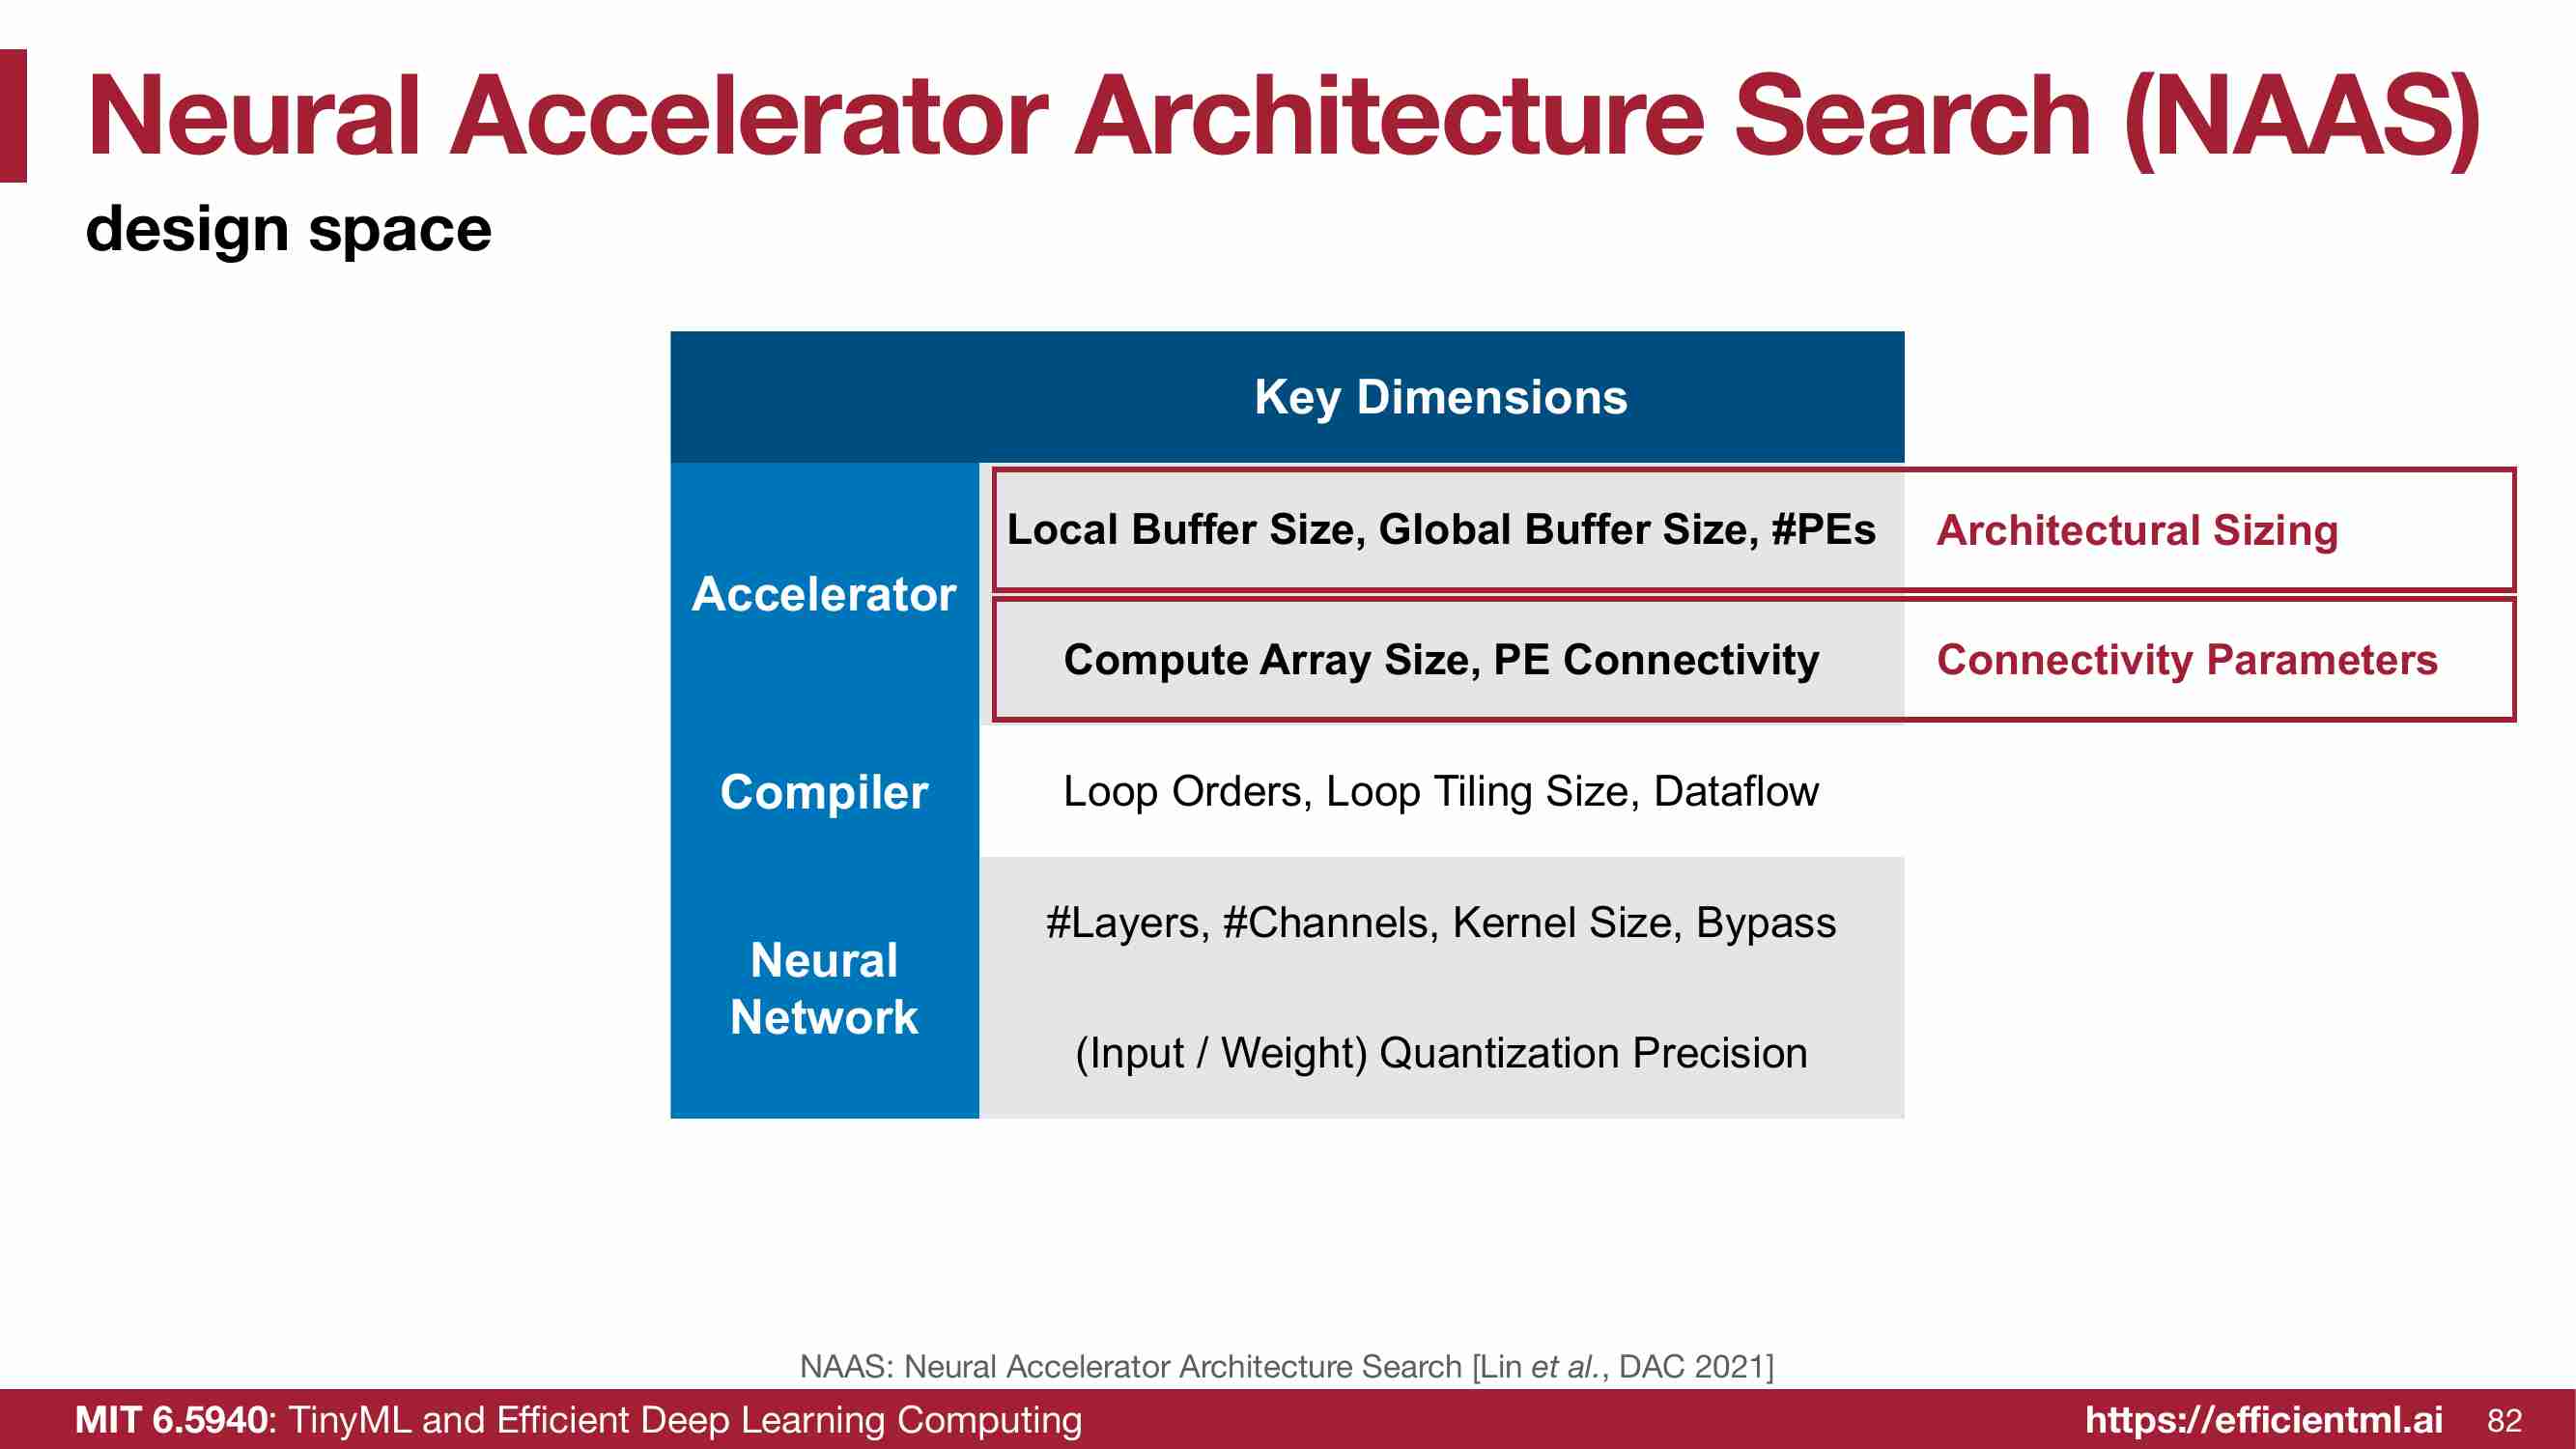 Neural Accelerator Architecture Search (NAAS)
design space
Key Dimensions
Accelerator
Local Buffer Size, Global Buffer Size, #PEs
Architectural Sizing
Compute Array Size, PE Connectivity
Connectivity Parameters
Compiler
Loop Orders, Loop Tiling Size, Dataflow
Neural
Network
#Layers, #Channels, Kernel Size, Bypass
(Input / Weight) Quantization Precision
NAAS: Neural Accelerator Architecture Search [Lin et al., DAC 2021]
MIT 6.5940: TinyML and Efficient Deep Learning Computing
https://efficientml.ai
82